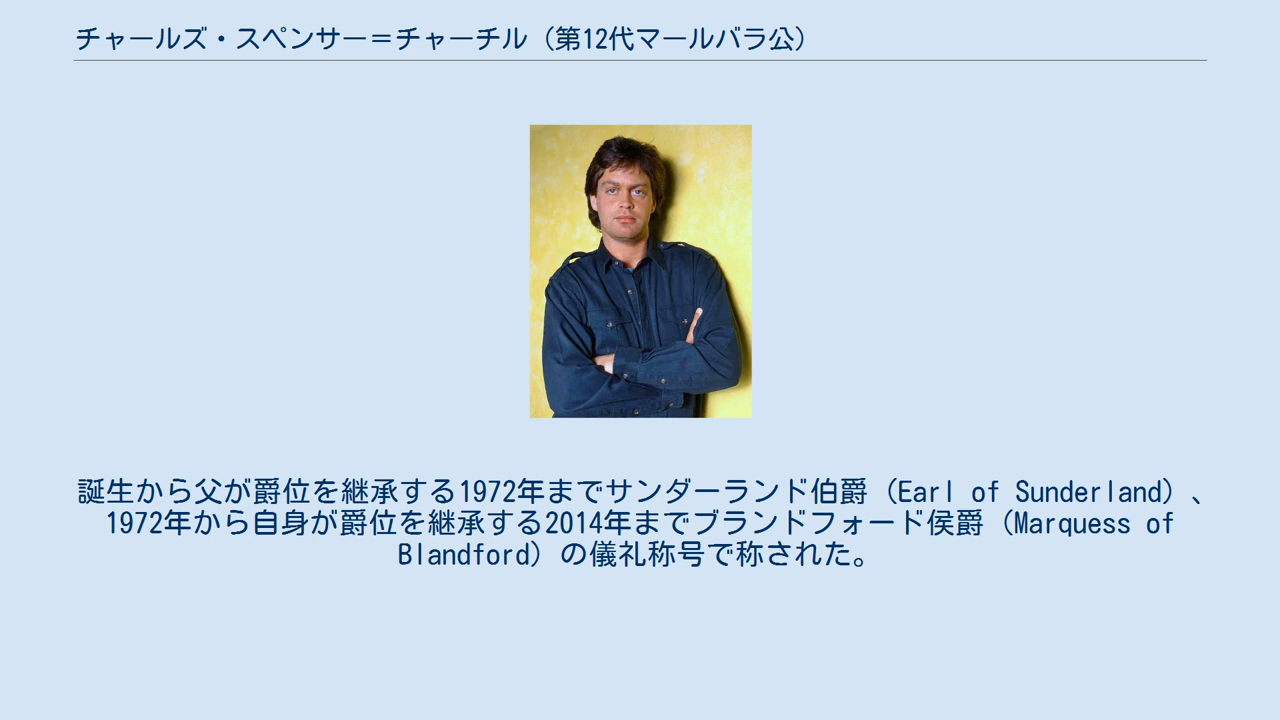 チャールズ・スペンサー＝チャーチル（第12代マールバラ公）
誕生から父が爵位を継承する1972年までサンダーランド伯爵（Earl of Sunderland）、
1972年から自身が爵位を継承する2014年までブランドフォード侯爵（Marquess of
Blandford）の儀礼称号で称された。